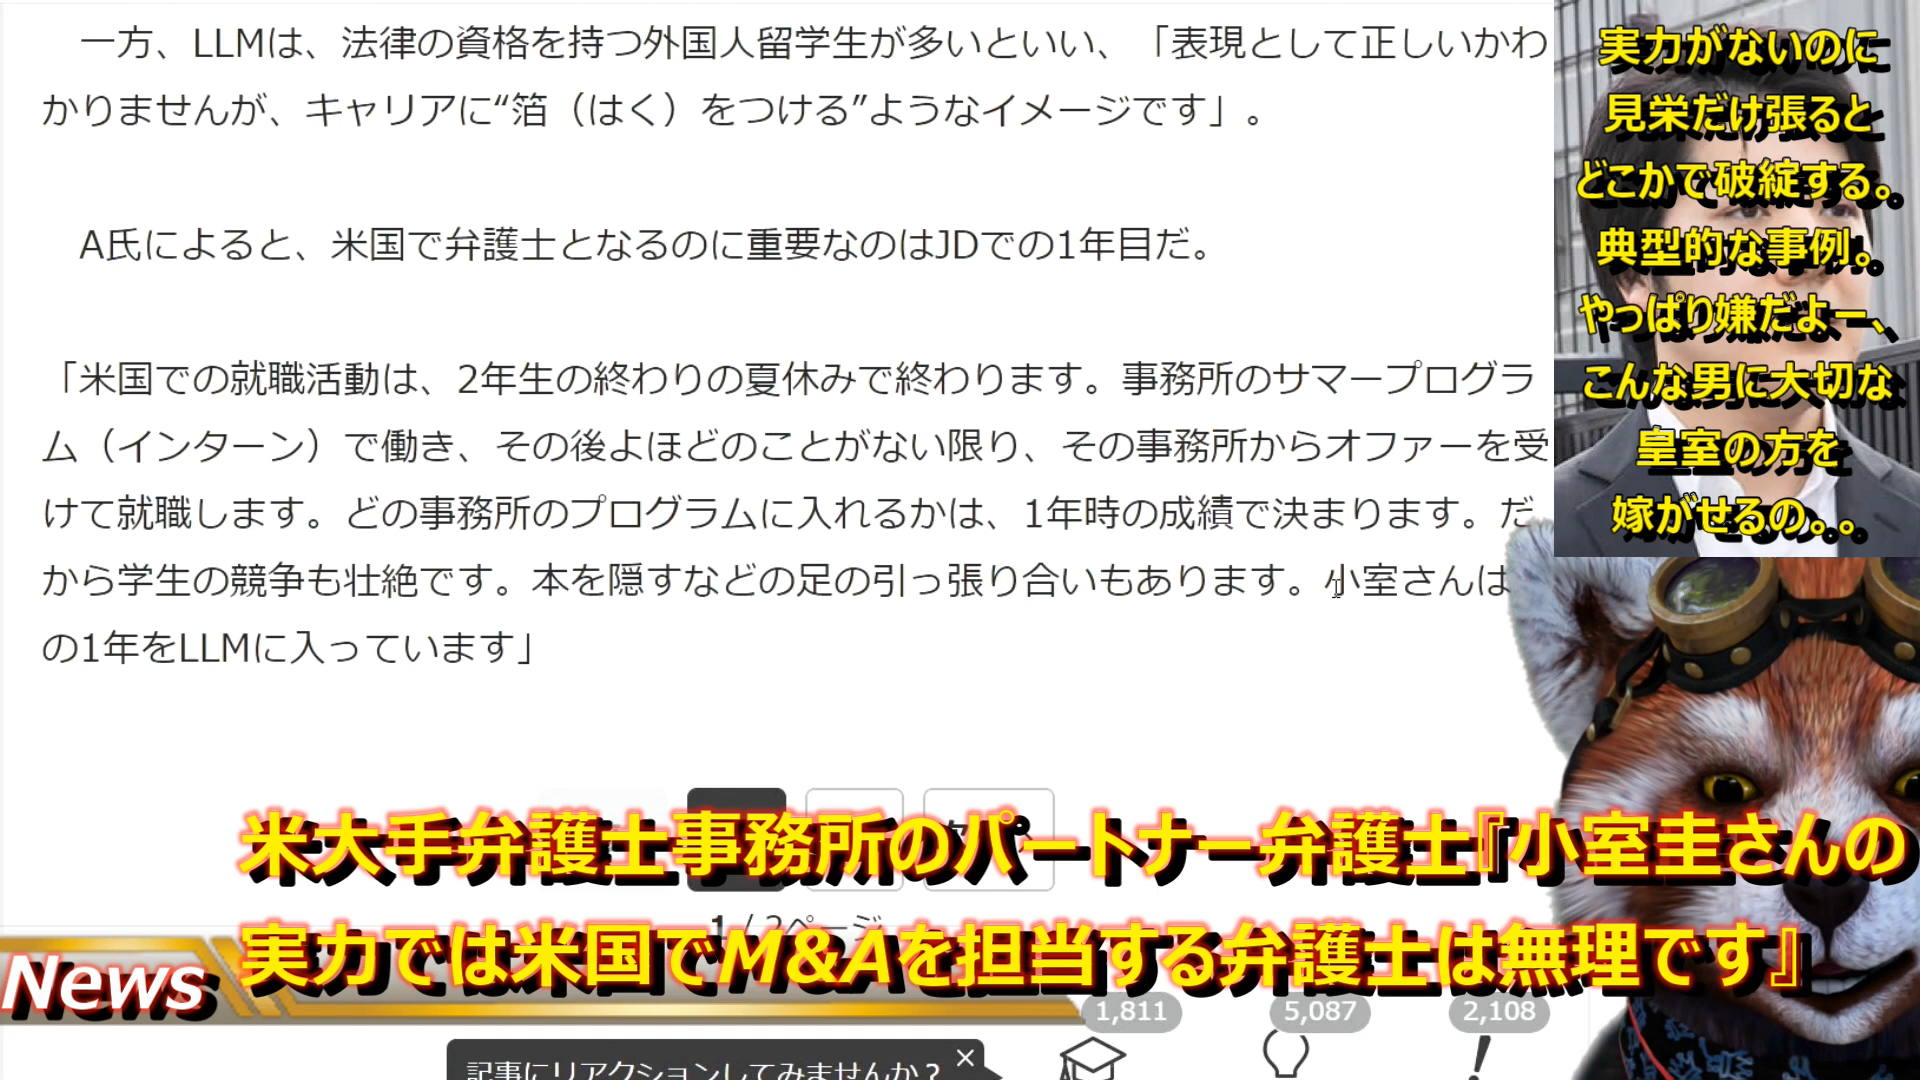 一方、LLMは、法律の資格を持つ外国人留学生が多いといい、「表現として正しいかわ
かりませんが、キャリアに“箔（はく）をつける”ようなイメージです」。
A氏によると、米国で弁護士となるのに重要なのはJDでの1年目だ。
「米国での就職活動は、2年生の終わりの夏休みで終わります。事務所のサマープログラ
ム（インターン）で働き、その後よほどのことがない限り、その事務所からオファーを受
けて就職します。どの事務所のプログラムに入れるかは、1年時の成績で決まります。だ
から学生の競争も壮絶です。本を隠すなどの足の引っ張り合いもあります。小室さんは
の1年をLLMに入っています」
実力がないのに
見栄だけ張ると
どこかで破綻する。
典型的な事例。
やっぱり嫌だよー、
こんな男に大切な
皇室の方を
嫁がせるの。。
米大手弁護士事務所のパートナー弁護士『小室圭さんの
実力では米国でM&Aを担当する弁護士は無理です』
News
1,811
5,087
2,108
記事にリアクションしてみませんか？
×